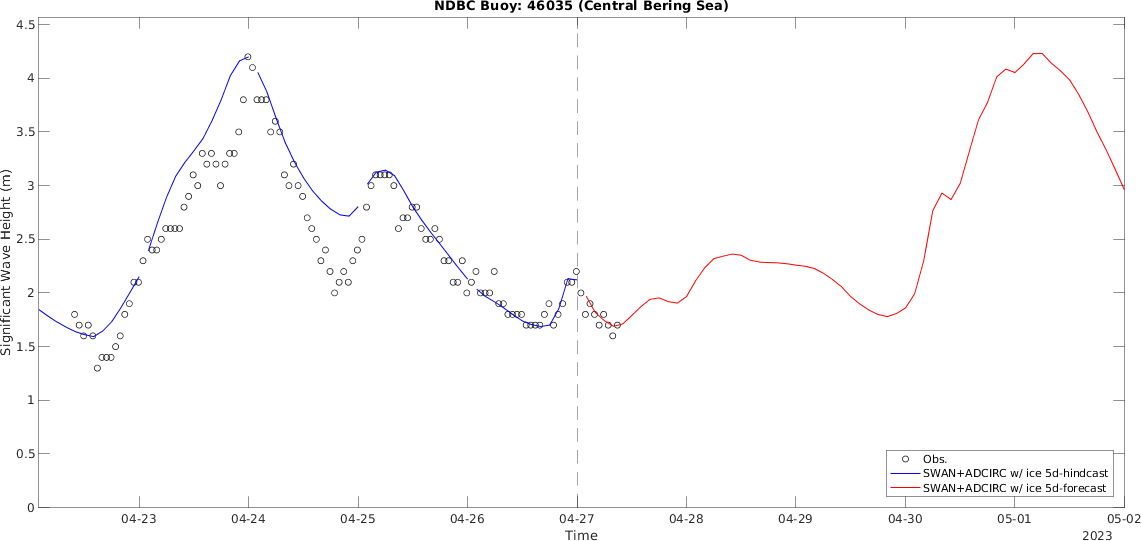 NDBC Buoy: 46035 (Central Bering Sea)
4.5
4
3.5
3
2.5
2
1.5
1
0.5
0
Significant Wave Height (m)
Obs.
SWAN+ADCIRC w/ ice 5d-hindcast
SWAN+ADCIRC w/ ice 5d-forecast
04-23 04-24 04-25 04-26 04-27 04-28 04-29 04-30 05-01 05-02
Time
2023